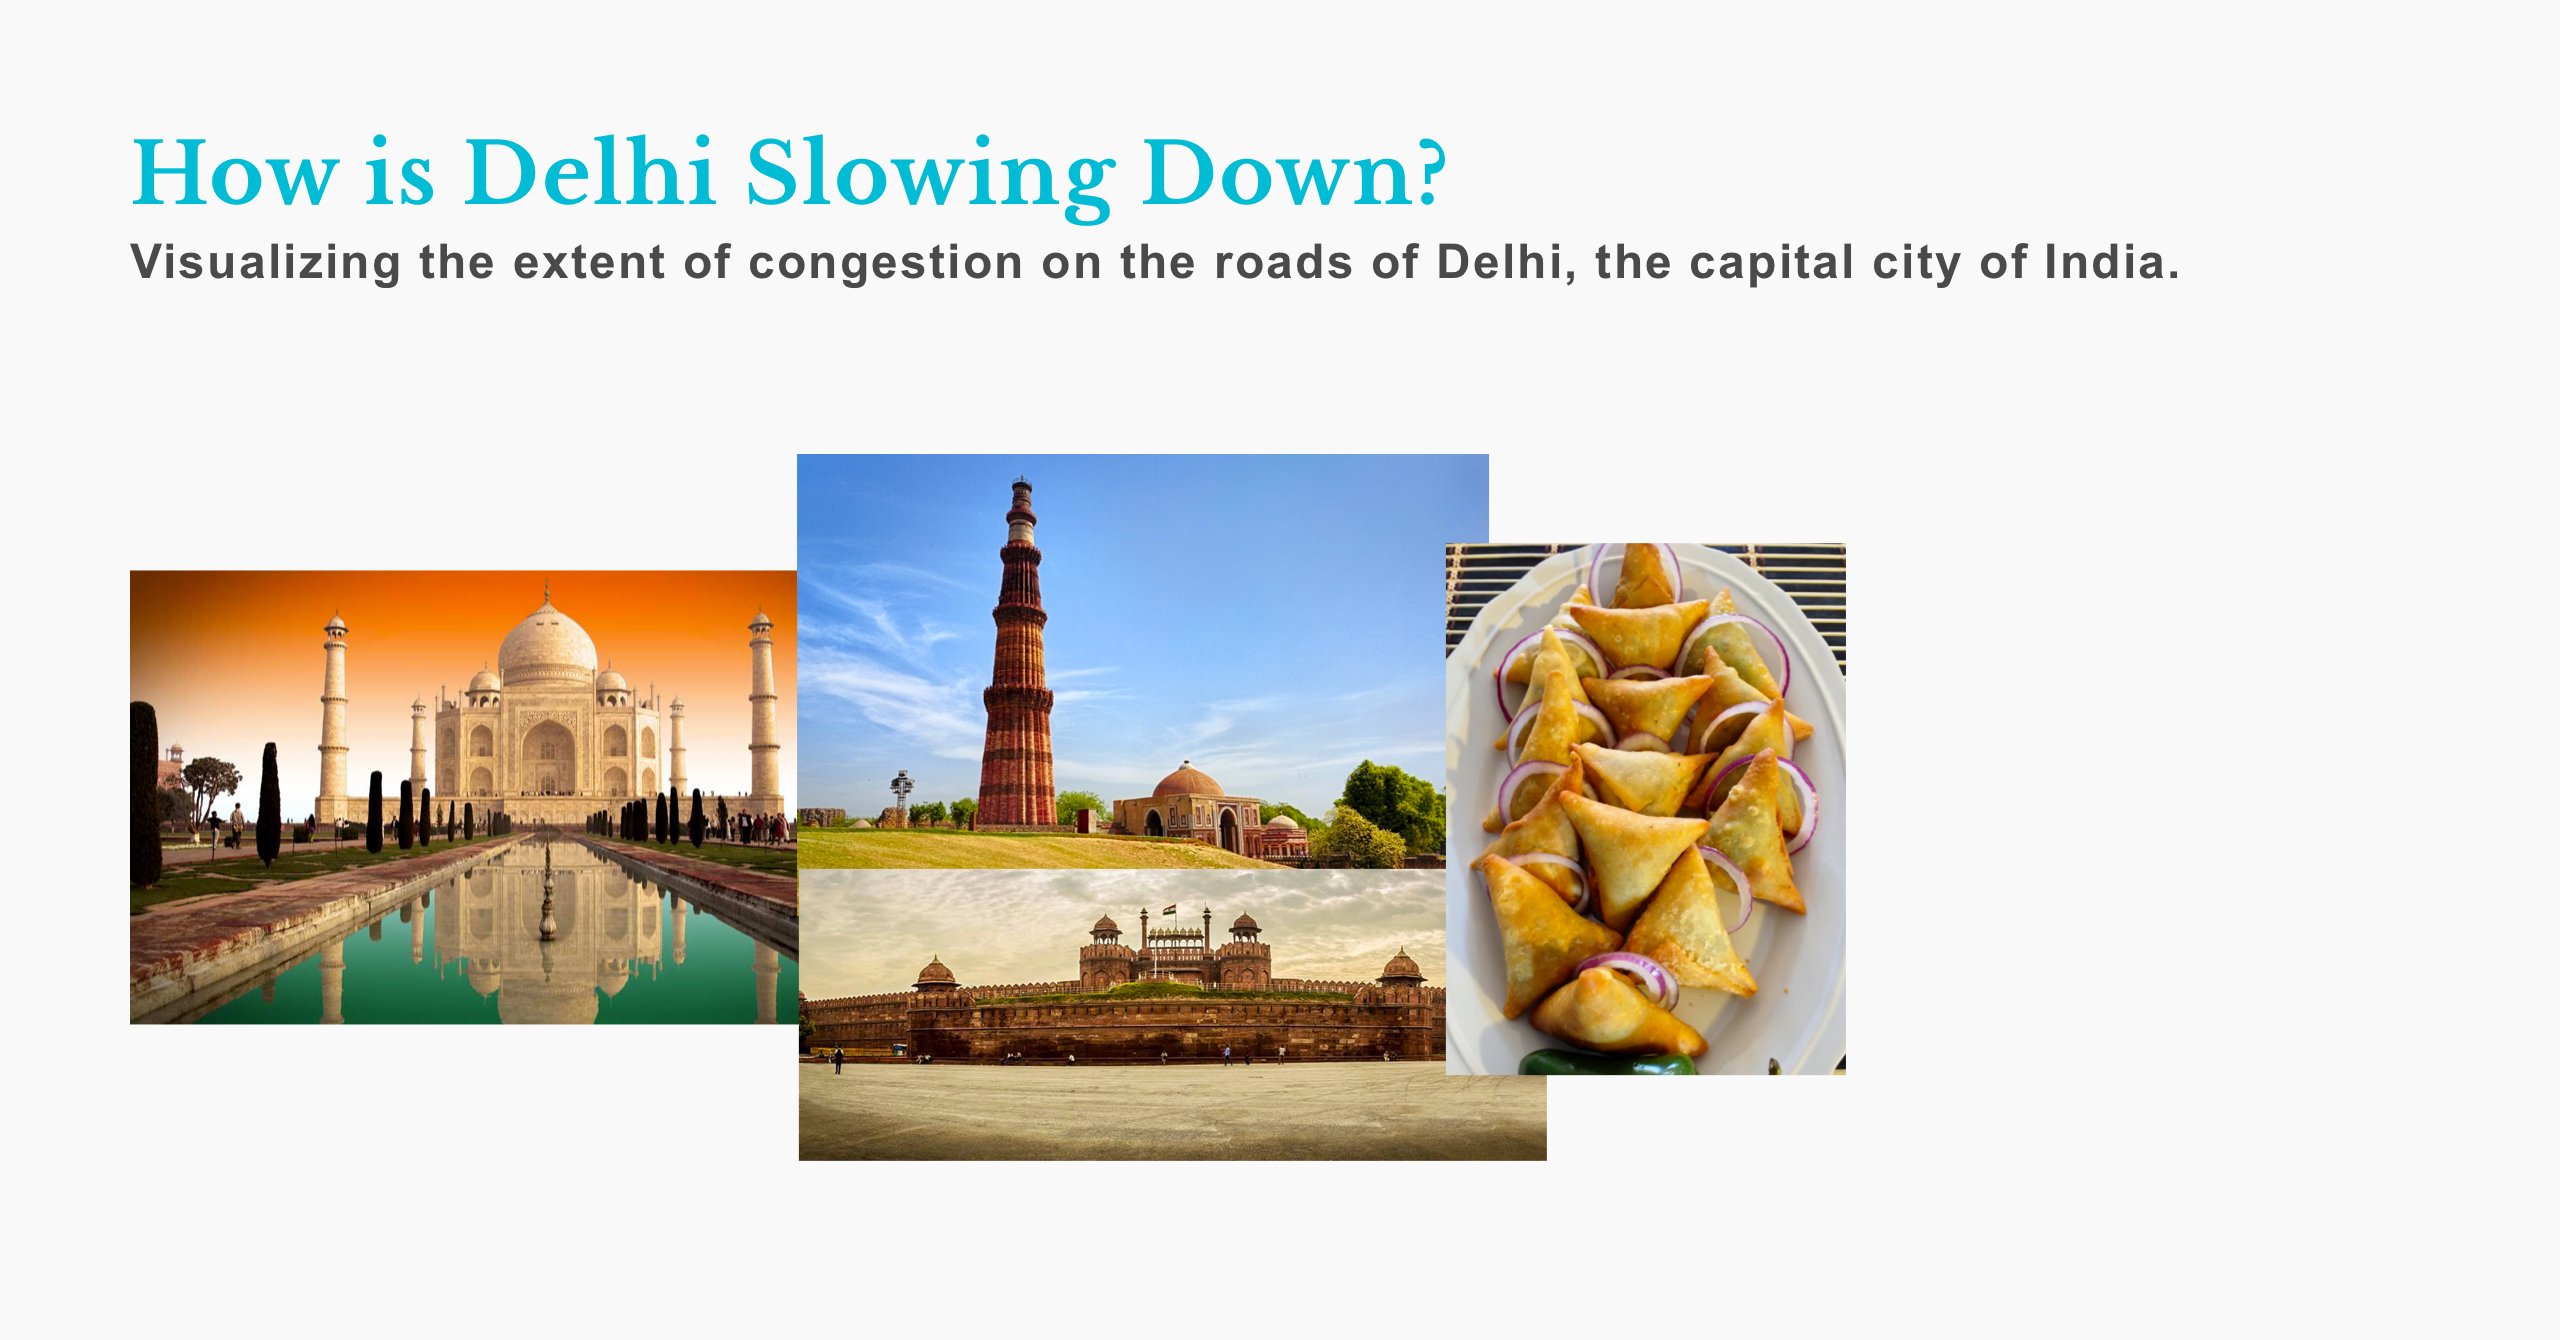 How is Delhi Slowing Down?
Visualizing the extent of congestion on the roads of Delhi, the capital city of India.